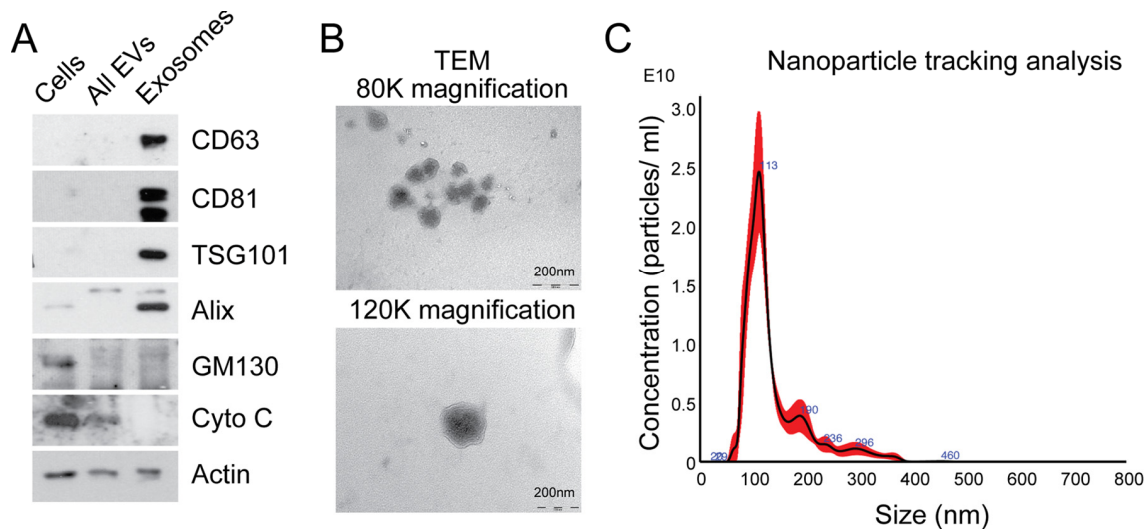 A
Cells
All EVs
Exosomes
CD63
CD81
TSG101
Alix
GM130
Cyto C
Actin
B
TEM
80K magnification
200nm
120K magnification
200nm
C
Nanoparticle tracking analysis
E10
Concentration (particles/ ml)
3.0
2.5
2.0
1.5
1.0
0.5
0
113
190
236
296
460
0 100 200 300 400 500 600 700 800
Size (nm)